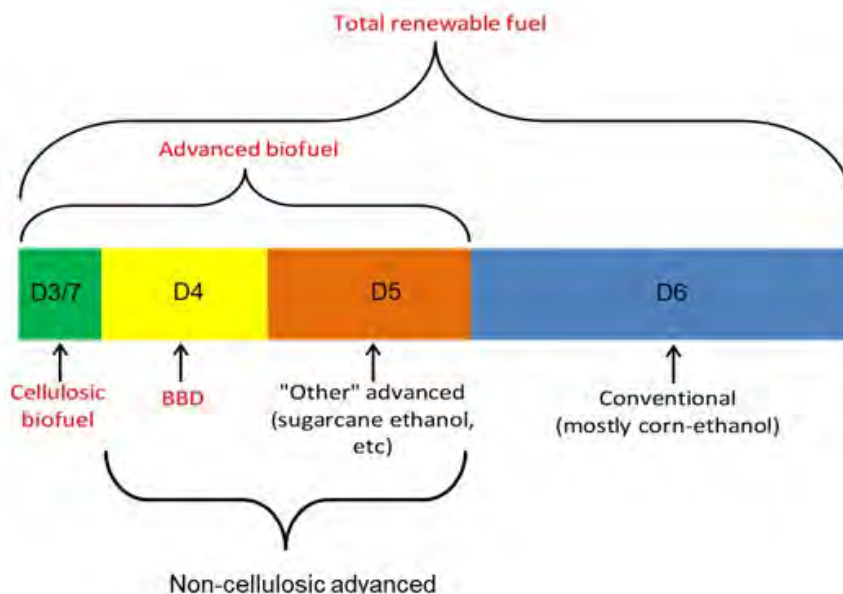 Total renewable fuel
Advanced biofuel
D3/7
D4
D5
D6
Cellulosic
biofuel
BBD
"Other" advanced
(sugarcane ethanol,
etc)
Conventional
(mostly corn-ethanol)
Non-cellulosic advanced